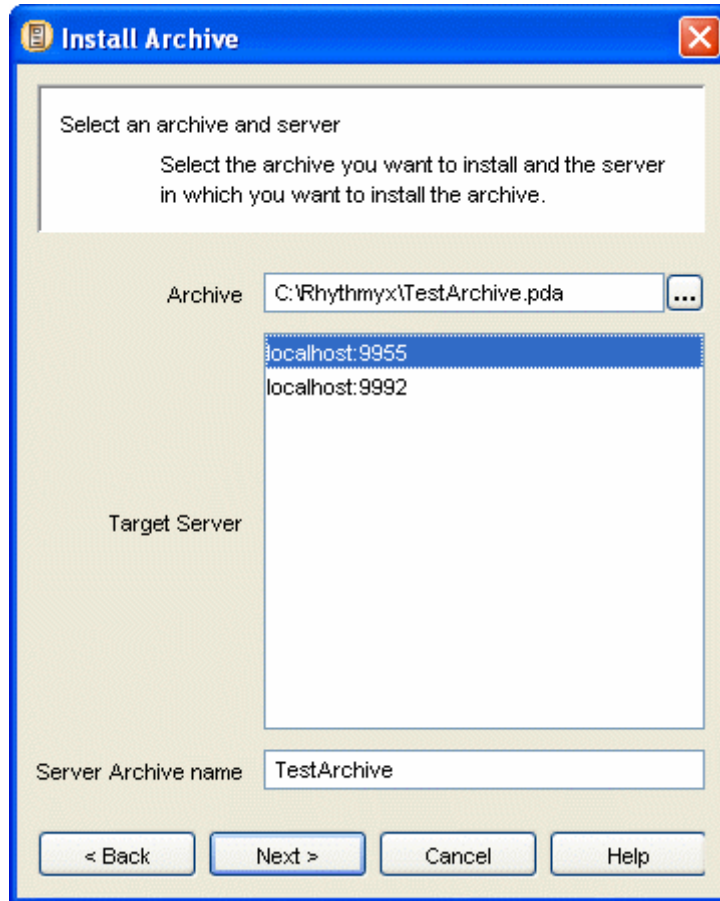 Install Archive
Select an archive and server
Select the archive you want to install and the server
in which you want to install the archive.
Archive C:\Rhythmyx\TestArchive.pda ...
localhost:9955
localhost:9992
Target Server
Server Archive name TestArchive
< Back Next > Cancel Help